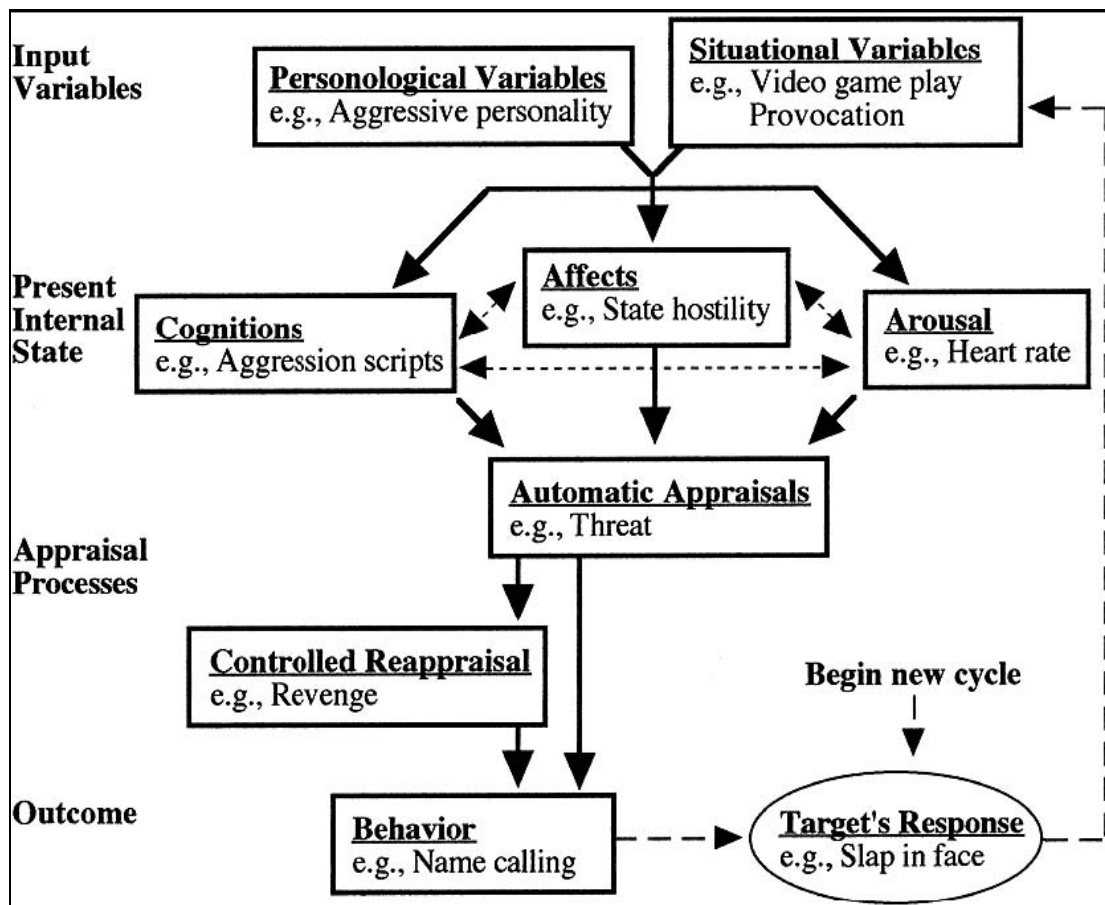 Input
Variables
Personological Variables
e.g., Aggressive personality
Situational Variables
e.g., Video game play
Provocation
Present
Internal
State
Cognitions
e.g., Aggression scripts
Affects
e.g., State hostility
Arousal
e.g., Heart rate
Appraisal
Processes
Automatic Appraisals
e.g., Threat
Controlled Reappraisal
e.g., Revenge
Begin new cycle
Outcome
Behavior
e.g., Name calling
Target's Response
e.g., Slap in face